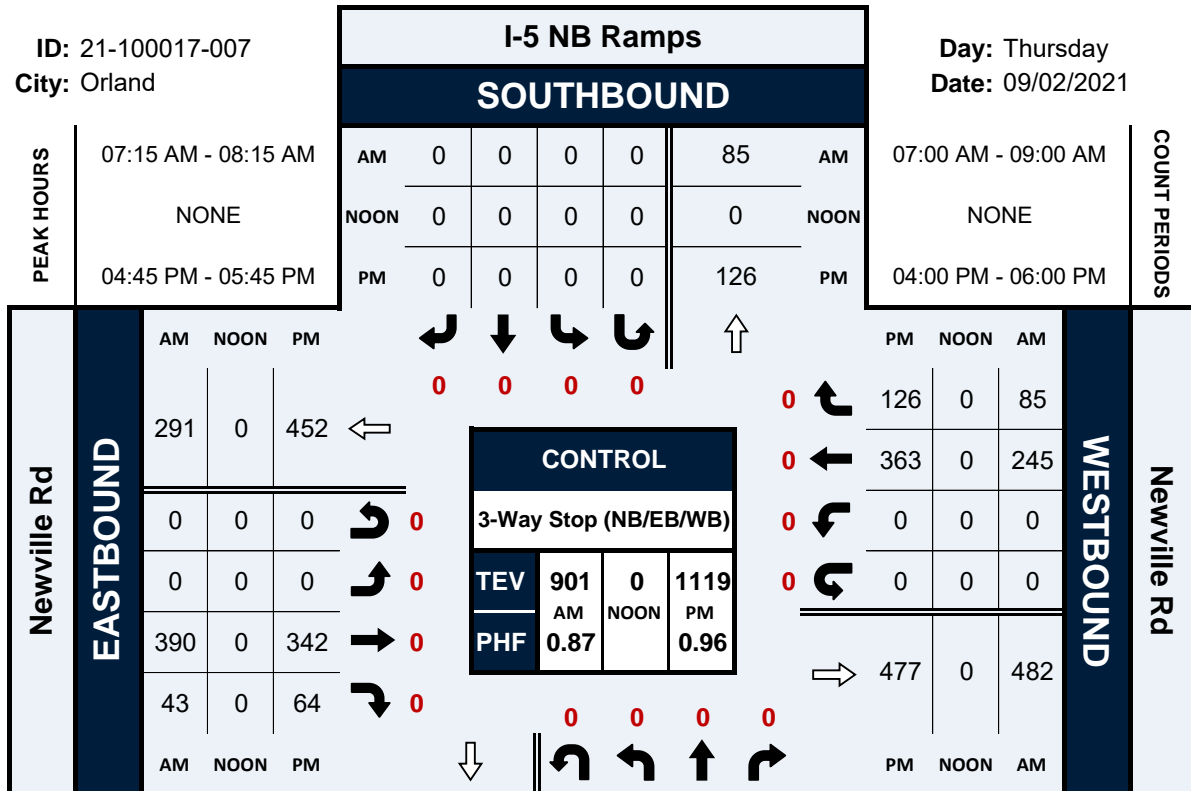 I-5 NB Ramps
ID: 21-100017-007
City: Orland
Day: Thursday
Date: 09/02/2021
SOUTHBOUND
PEAK HOURS
07:15 AM - 08:15 AM
NONE
04:45 PM - 05:45 PM
AM 0 0 0 0 85 AM
NOON 0 0 0 0 0 NOON
PM 0 0 0 0 126 PM
07:00 AM - 09:00 AM
NONE
04:00 PM - 06:00 PM
COUNT PERIODS
0 0 0 0
Newville Rd
EASTBOUND
AM NOON PM
291 0 452
0 0 0 0
0 0 0 0
390 0 342 0
43 0 64 0
AM NOON PM
CONTROL
3-Way Stop (NB/EB/WB)
TEV 901 0 1119
AM NOON PM
PHF 0.87 0.96
PM NOON AM
0 126 0 85
0 363 0 245
0 0 0 0
0 0 0 0
477 0 482
PM NOON AM
WESTBOUND
Newville Rd
0 0 0 0